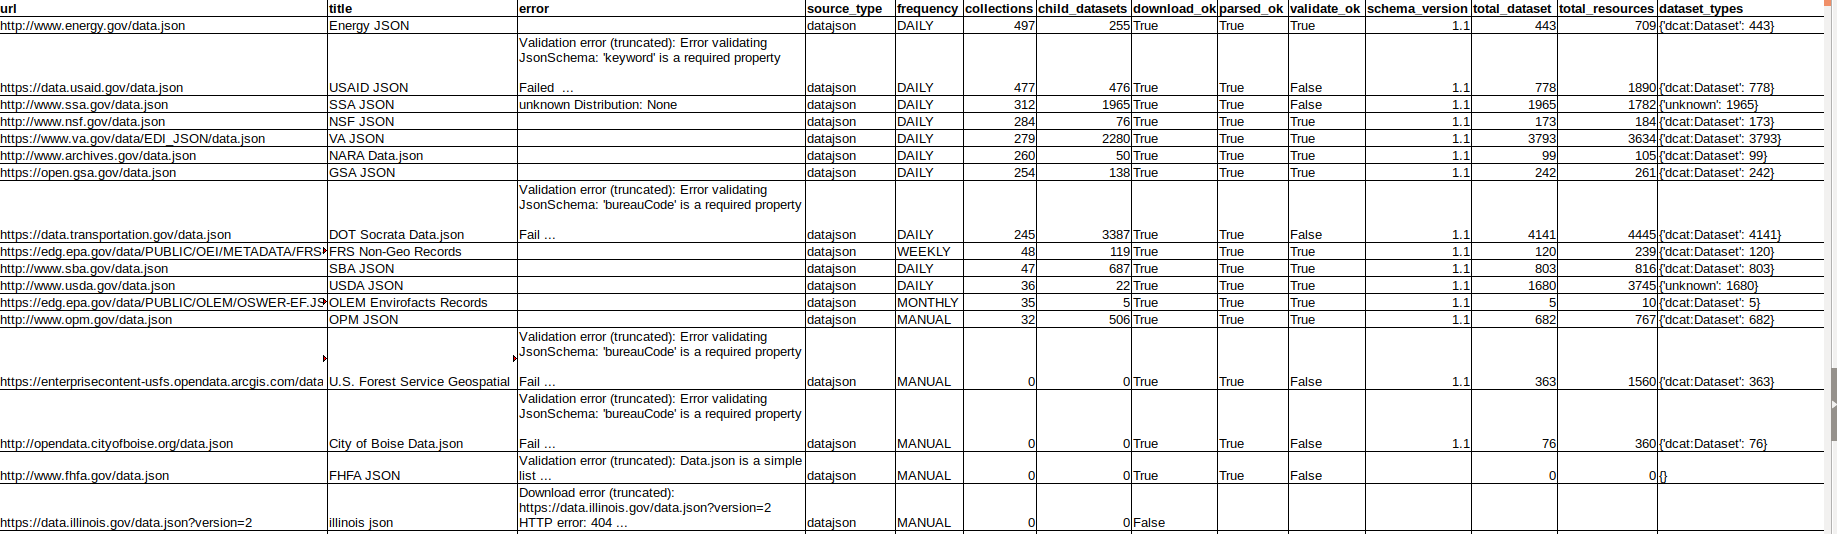 url title error source_type frequency collections child_datasets download_ok parsed_ok validate_ok schema_version total_dataset total_resources dataset_types
http://www.energy.gov/data.json Energy JSON datajson DAILY 497 255 True True True 1.1 443 709 {'dcat:Dataset': 443}
Validation error (truncated): Error validating
JsonSchema: 'keyword' is a required property
https://data.usaid.gov/data.json USAID JSON Failed ... datajson DAILY 477 476 True True False 1.1 778 1890 {'dcat:Dataset': 778}
http://www.ssa.gov/data.json SSA JSON unknown Distribution: None datajson DAILY 312 1965 True True False 1.1 1965 1782 {'unknown': 1965}
http://www.nsf.gov/data.json NSF JSON datajson DAILY 284 76 True True True 1.1 173 184 {'dcat:Dataset': 173}
https://www.va.gov/data/EDI_JSON/data.json VA JSON datajson DAILY 279 2280 True True True 1.1 3793 3634 {'dcat:Dataset': 3793}
http://www.archives.gov/data.json NARA Data.json datajson DAILY 260 50 True True True 1.1 99 105 {'dcat:Dataset': 99}
https://open.gsa.gov/data.json GSA JSON datajson DAILY 254 138 True True True 1.1 242 261 {'dcat:Dataset': 242}
Validation error (truncated): Error validating
JsonSchema: 'bureauCode' is a required property
https://data.transportation.gov/data.json DOT Socrata Data.json Fail ... datajson DAILY 245 3387 True True False 1.1 4141 4445 {'dcat:Dataset': 4141}
https://edg.epa.gov/data/PUBLIC/OEI/METADATA/FRS FRS Non-Geo Records datajson WEEKLY 48 119 True True True 1.1 120 239 {'dcat:Dataset': 120}
http://www.sba.gov/data.json SBA JSON datajson DAILY 47 687 True True True 1.1 803 816 {'dcat:Dataset': 803}
http://www.usda.gov/data.json USDA JSON datajson DAILY 36 22 True True True 1.1 1680 3745 {'unknown': 1680}
https://edg.epa.gov/data/PUBLIC/OLEM/OSWER-EF.JS OLEM Envirofacts Records datajson MONTHLY 35 5 True True True 1.1 5 10 {'dcat:Dataset': 5}
http://www.opm.gov/data.json OPM JSON datajson MANUAL 32 506 True True True 1.1 682 767 {'dcat:Dataset': 682}
Validation error (truncated): Error validating
JsonSchema: 'bureauCode' is a required property
https://enterprisecontent-usfs.opendata.arcgis.com/data U.S. Forest Service Geospatial Fail ... datajson MANUAL 0 0 True True False 1.1 363 1560 {'dcat:Dataset': 363}
Validation error (truncated): Error validating
JsonSchema: 'bureauCode' is a required property
http://opendata.cityofboise.org/data.json City of Boise Data.json Fail ... datajson MANUAL 0 0 True True False 1.1 76 360 {'dcat:Dataset': 76}
Validation error (truncated): Data.json is a simple
http://www.fhfa.gov/data.json FHFA JSON list ... datajson MANUAL 0 0 True True False 0 0 {}
Download error (truncated):
https://data.illinois.gov/data.json?version=2
https://data.illinois.gov/data.json?version=2 illinois json HTTP error: 404 ... datajson MANUAL 0 0 False